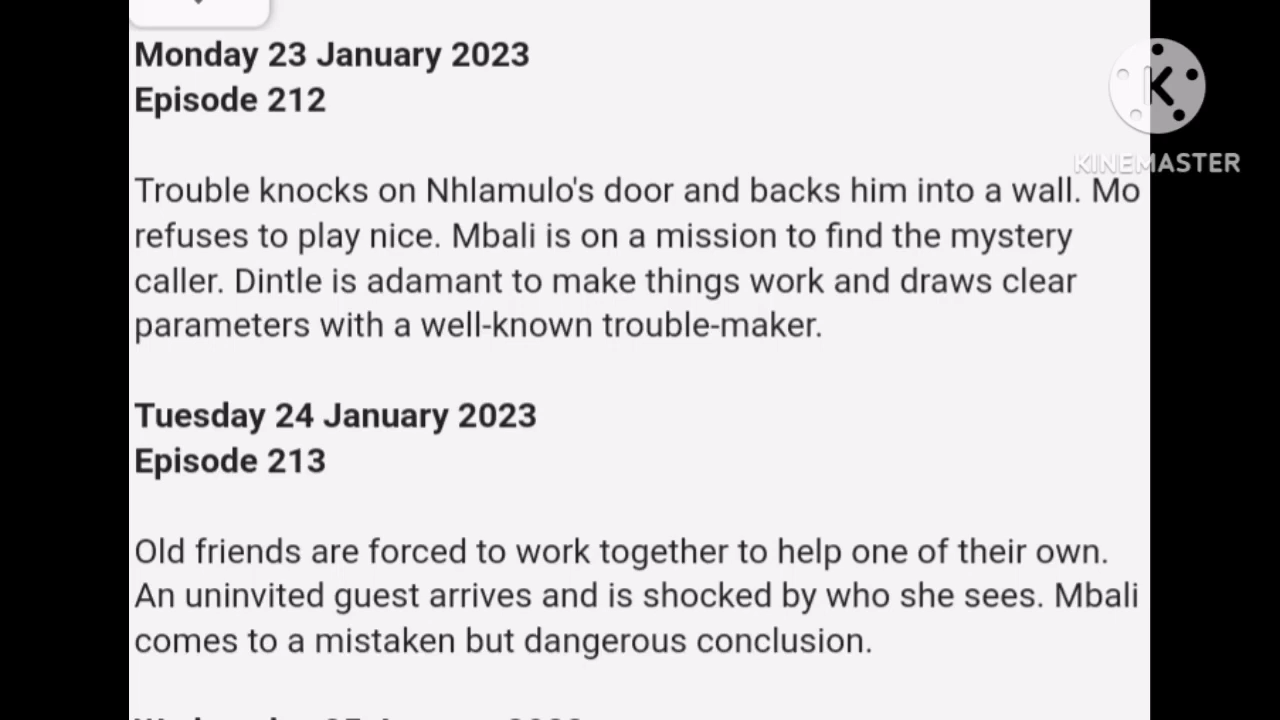 Monday 23 January 2023
Episode 212
KINEMASTER
Trouble knocks on Nhlamulo's door and backs him into a wall. Mo
refuses to play nice. Mbali is on a mission to find the mystery
caller. Dintle is adamant to make things work and draws clear
parameters with a well-known trouble-maker.
Tuesday 24 January 2023
Episode 213
Old friends are forced to work together to help one of their own.
An uninvited guest arrives and is shocked by who she sees. Mbali
comes to a mistaken but dangerous conclusion.